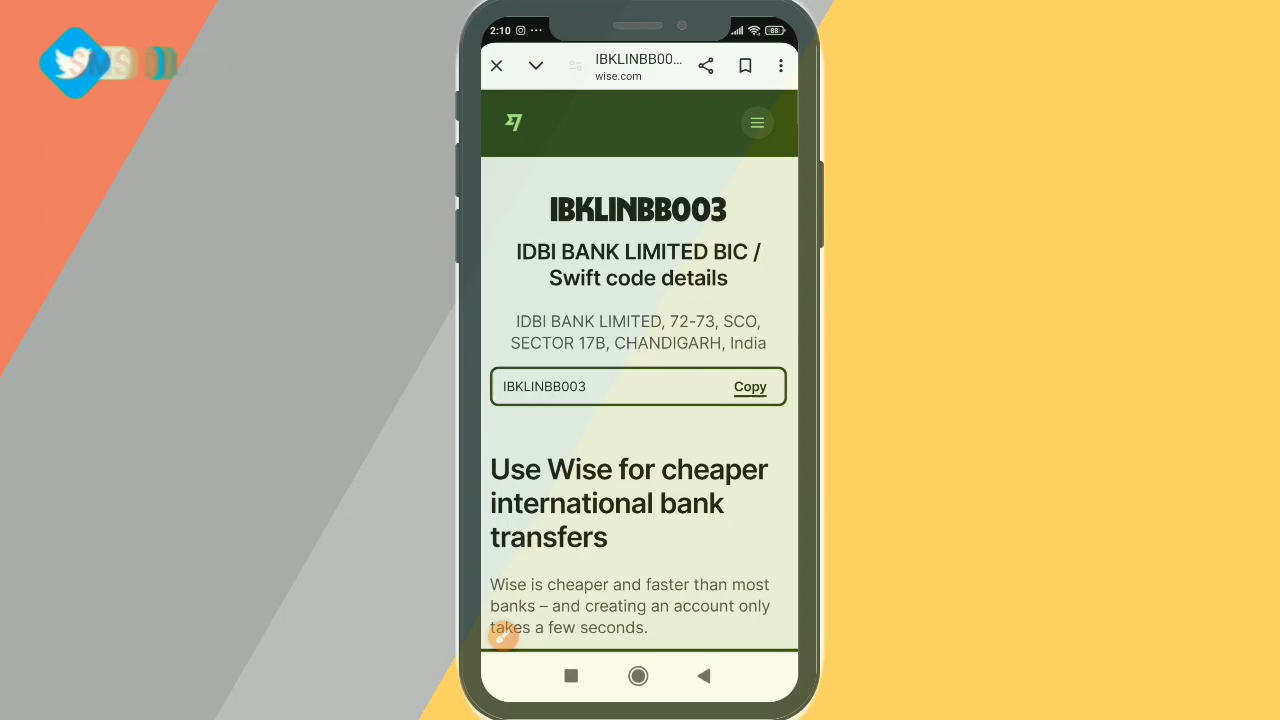 SMS
2:10
88
IBKLINBB00...
wise.com
IBKLINBB003
IDBI BANK LIMITED BIC /
Swift code details
IDBI BANK LIMITED, 72-73, SCO,
SECTOR 17B, CHANDIGARH, India
IBKLINBB003 Copy
Use Wise for cheaper
international bank
transfers
Wise is cheaper and faster than most
banks – and creating an account only
takes a few seconds.